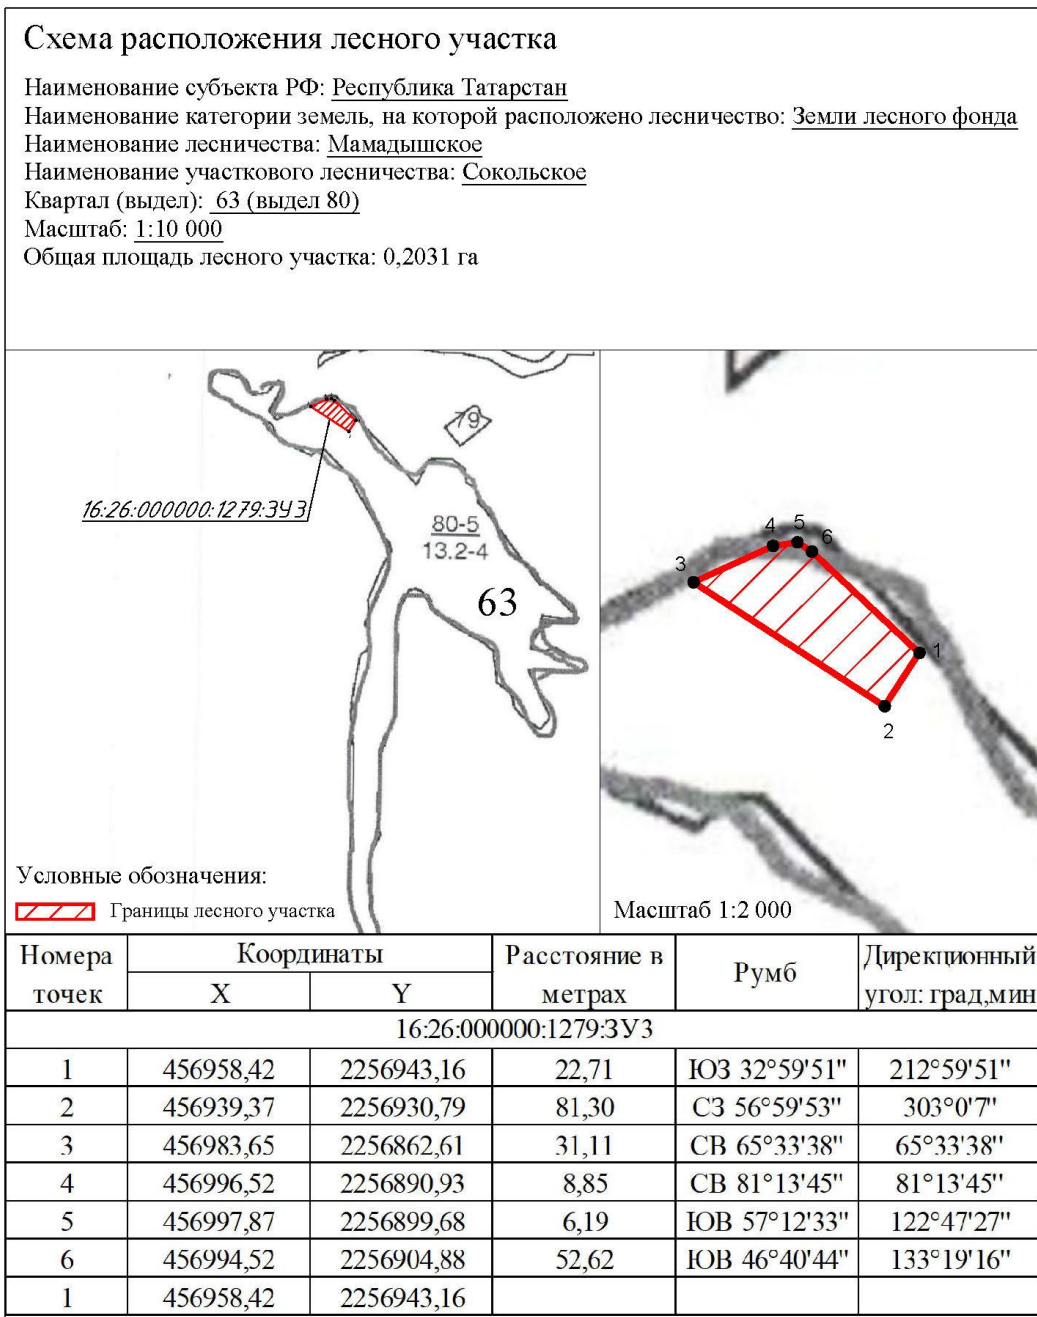 Схема расположения лесного участка
Наименование субъекта РФ: Республика Татарстан
Наименование категории земель, на которой расположено лесничество: Земли лесного фонда
Наименование лесничества: Мамадышское
Наименование участкового лесничества: Сокольское
Квартал (выдел): 63 (выдел 80)
Масштаб: 1:10 000
Общая площадь лесного участка: 0,2031 га
79
16:26:000000:1279:ЗУ3
80-5
13.2-4
63
4 5 6
3
1
2
Условные обозначения:
Границы лесного участка
Масштаб 1:2 000
Номера точек Координаты Расстояние в метрах Румб Дирекционный угол: град,мин
X Y
16:26:000000:1279:ЗУ3
1 456958,42 2256943,16 22,71 ЮЗ 32°59'51" 212°59'51"
2 456939,37 2256930,79 81,30 СЗ 56°59'53" 303°0'7"
3 456983,65 2256862,61 31,11 СВ 65°33'38" 65°33'38"
4 456996,52 2256890,93 8,85 СВ 81°13'45" 81°13'45"
5 456997,87 2256899,68 6,19 ЮВ 57°12'33" 122°47'27"
6 456994,52 2256904,88 52,62 ЮВ 46°40'44" 133°19'16"
1 456958,42 2256943,16